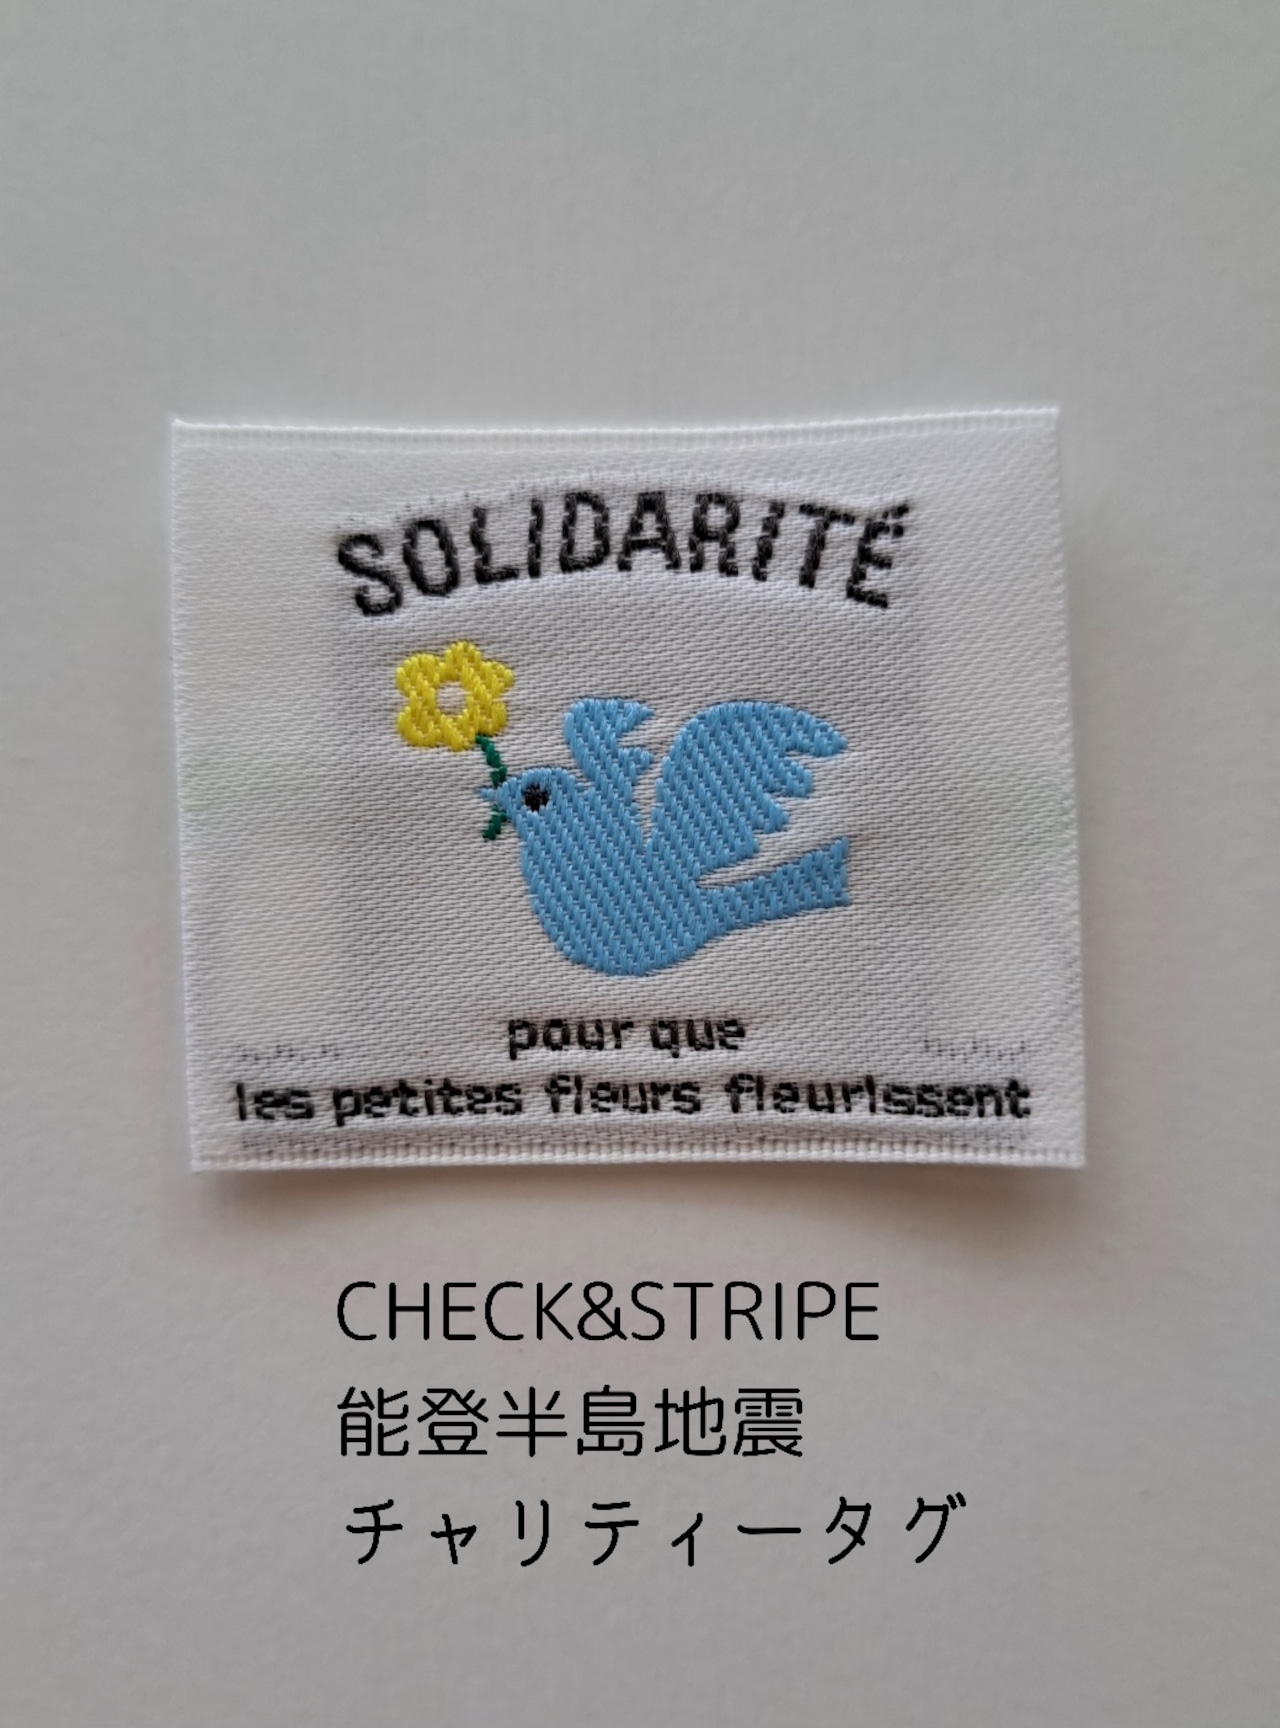 SOLIDARITÉ
pour que
les petites fleurs fleurissent
CHECK&STRIPE
能登半島地震
チャリティータグ